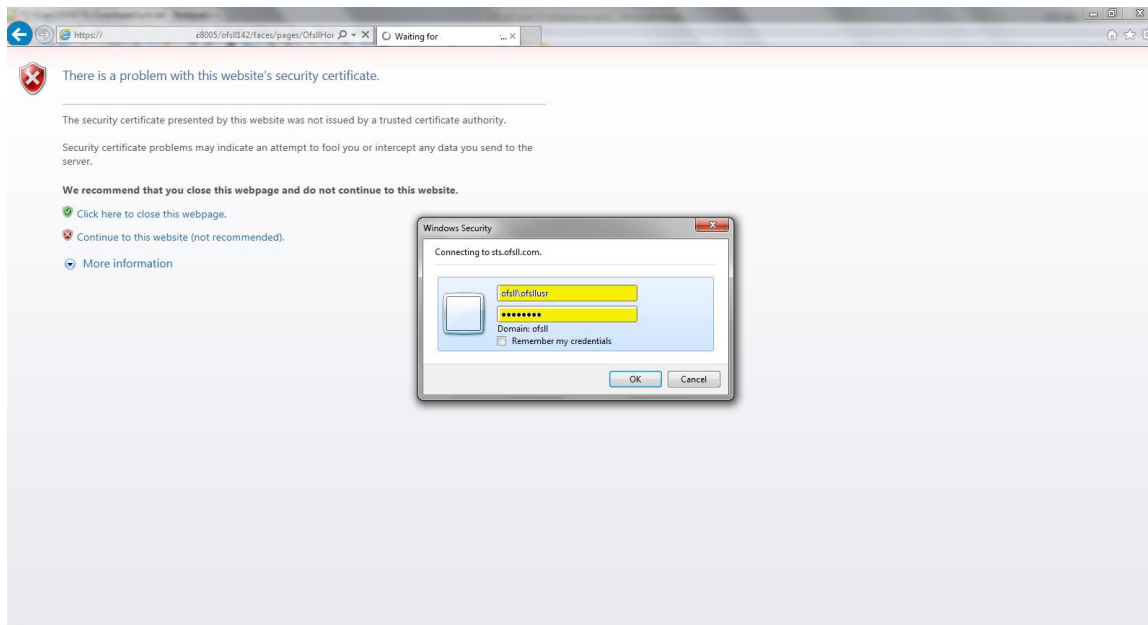 https://
:8005/ofsll142/faces/pages/OfsllHor
Waiting for ...
There is a problem with this website's security certificate.
The security certificate presented by this website was not issued by a trusted certificate authority.
Security certificate problems may indicate an attempt to fool you or intercept any data you send to the
server.
We recommend that you close this webpage and do not continue to this website.
Click here to close this webpage.
Continue to this website (not recommended).
More information
Windows Security
Connecting to sts.ofsll.com.
ofsll\ofsllusr
Domain: ofsll
Remember my credentials
OK Cancel